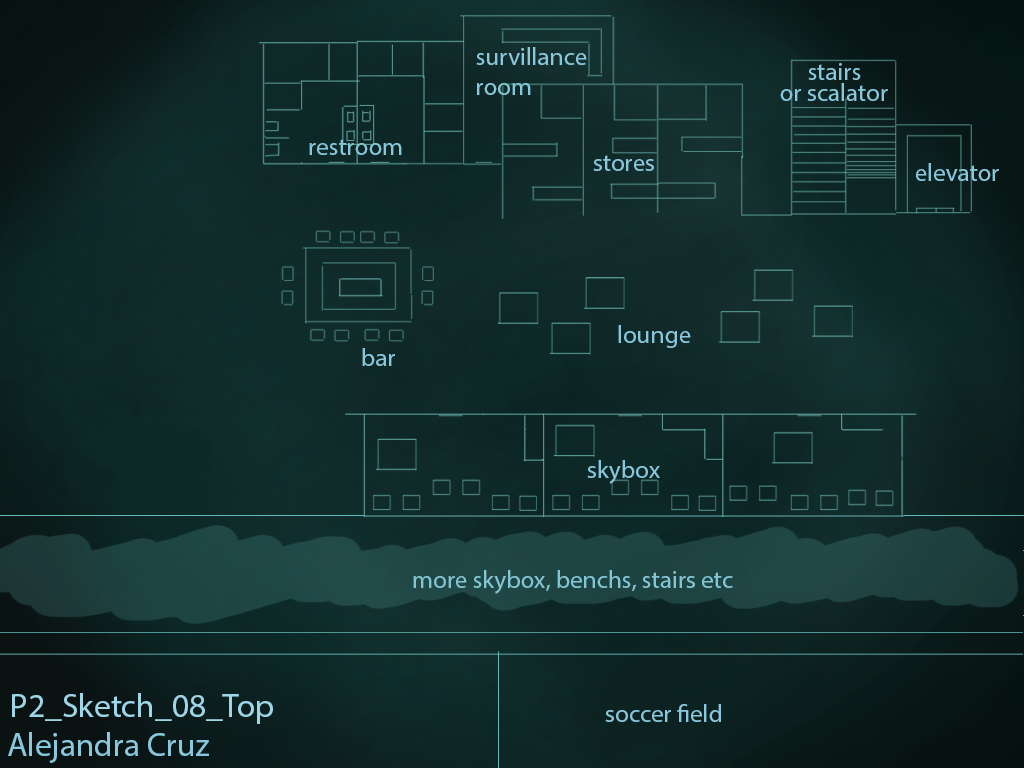 survillance
room
stairs
or scalator
restroom
stores
elevator
lounge
bar
skybox
more skybox, benchs, stairs etc
P2_Sketch_08_Top
Alejandra Cruz
soccer field